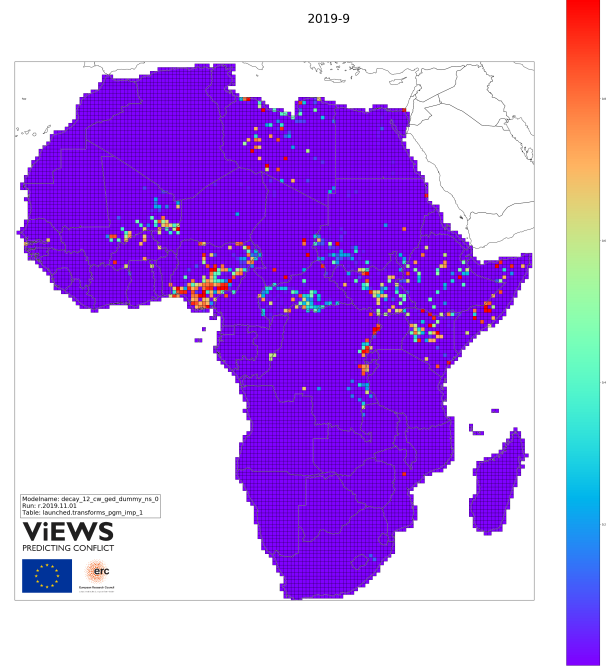 2019-9
Modelname: decay_12_cw_ged_dummy_ns_0
Run: r.2019.11.01
Table: launched.transforms_pgm_imp_1
ViEWS
PREDICTING CONFLICT
erc